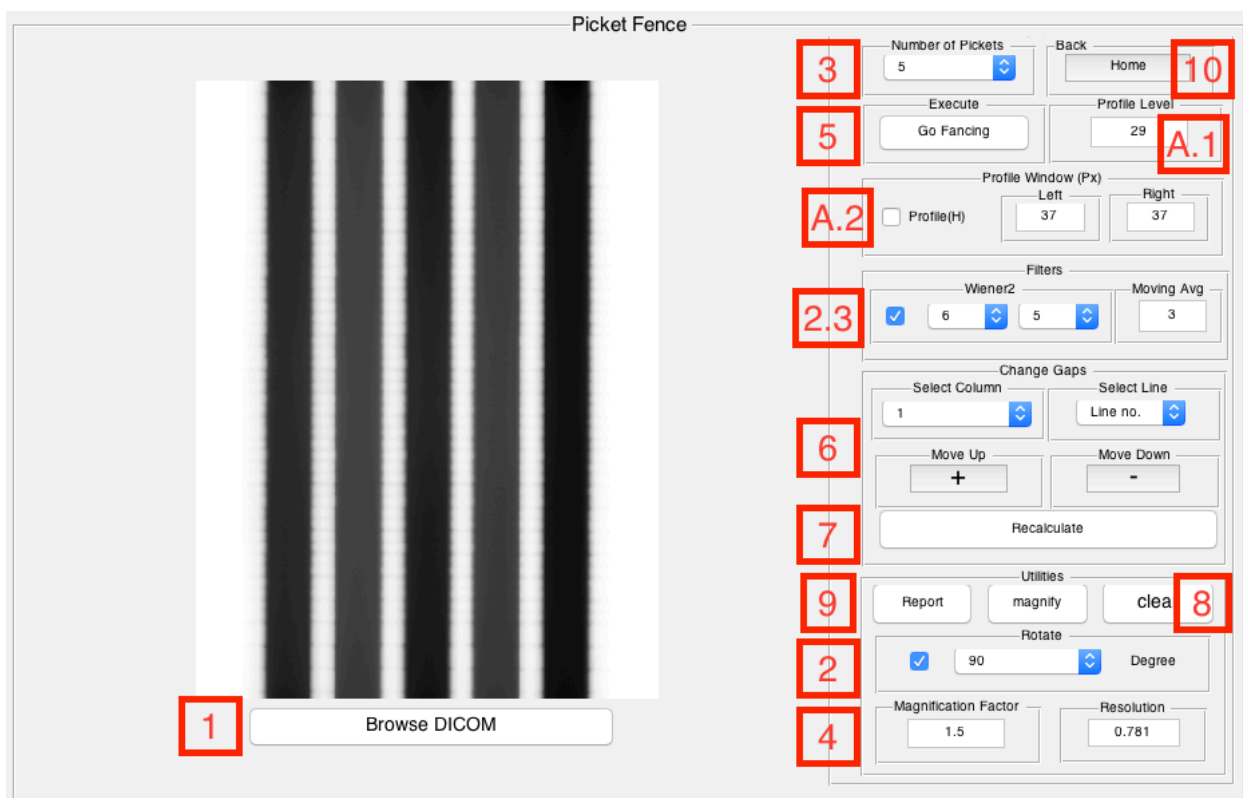 Picket Fence
Number of Pickets
Back
3
5
Home
10
Execute
Profile Level
5
Go Fancing
29
A.1
Profile Window (Px)
Left
Right
A.2
Profile(H)
37
37
Filters
Wiener2
Moving Avg
2.3
6
5
3
Change Gaps
Select Column
Select Line
1
Line no.
6
Move Up
Move Down
+
-
7
Recalculate
Utilities
9
Report
magnify
clea
8
Rotate
2
90
Degree
1
Browse DICOM
Magnification Factor
Resolution
4
1.5
0.781